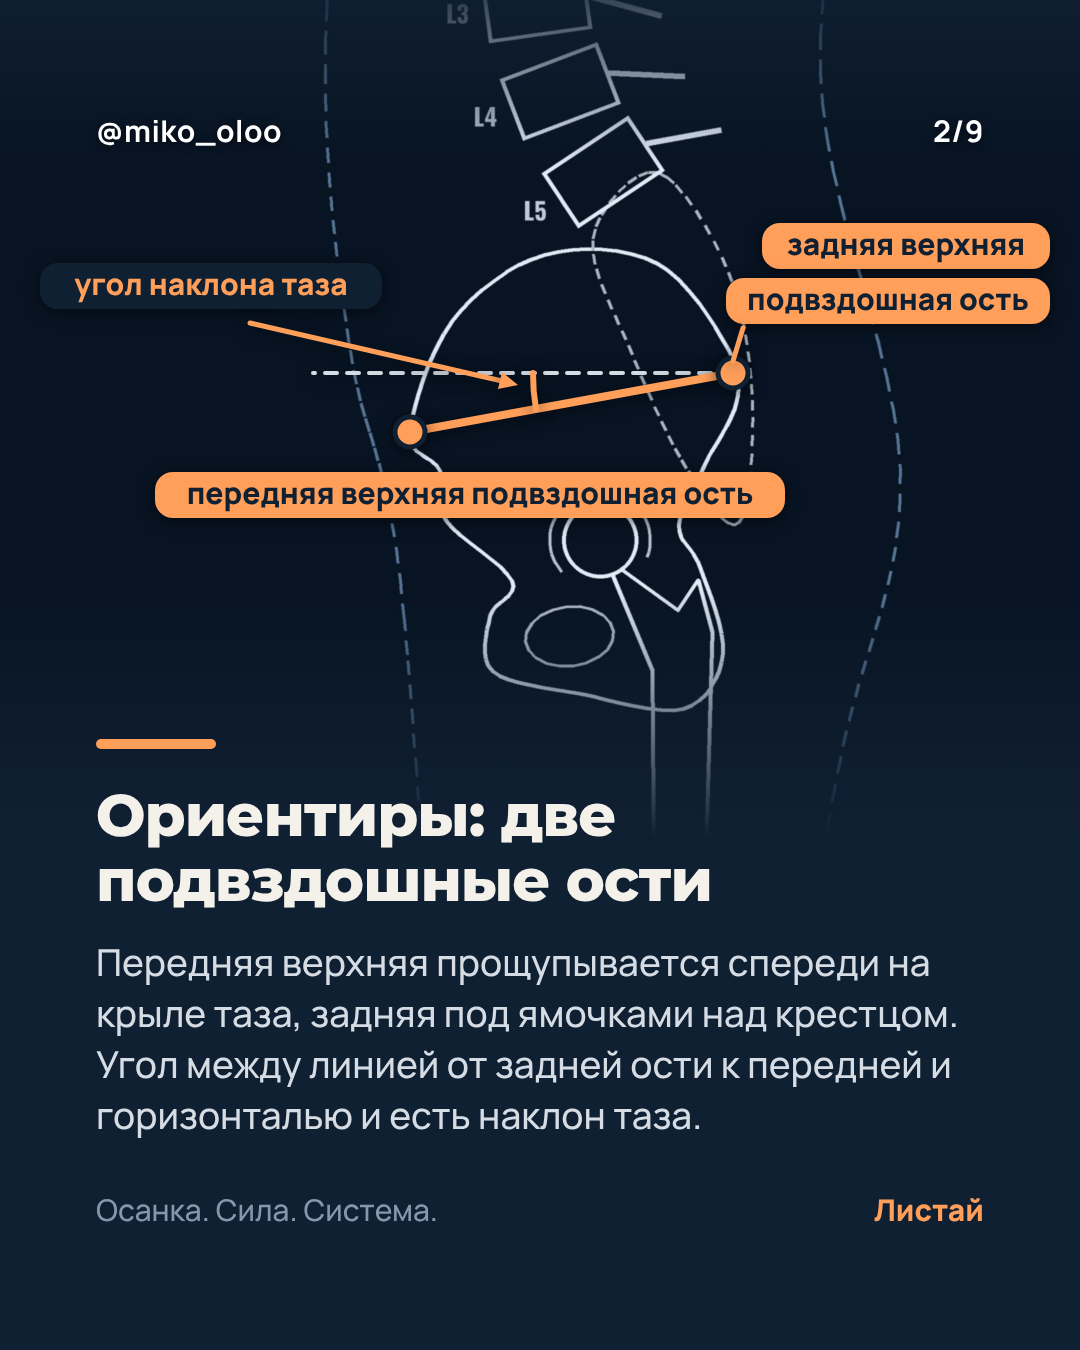 L3
L4
@miko_oloo
2/9
L5
задняя верхняя
подвздошная ость
угол наклона таза
передняя верхняя подвздошная ость
Ориентиры: две
подвздошные ости
Передняя верхняя прощупывается спереди на
крыле таза, задняя под ямочками над крестцом.
Угол между линией от задней ости к передней и
горизонталью и есть наклон таза.
Осанка. Сила. Система.
Листай